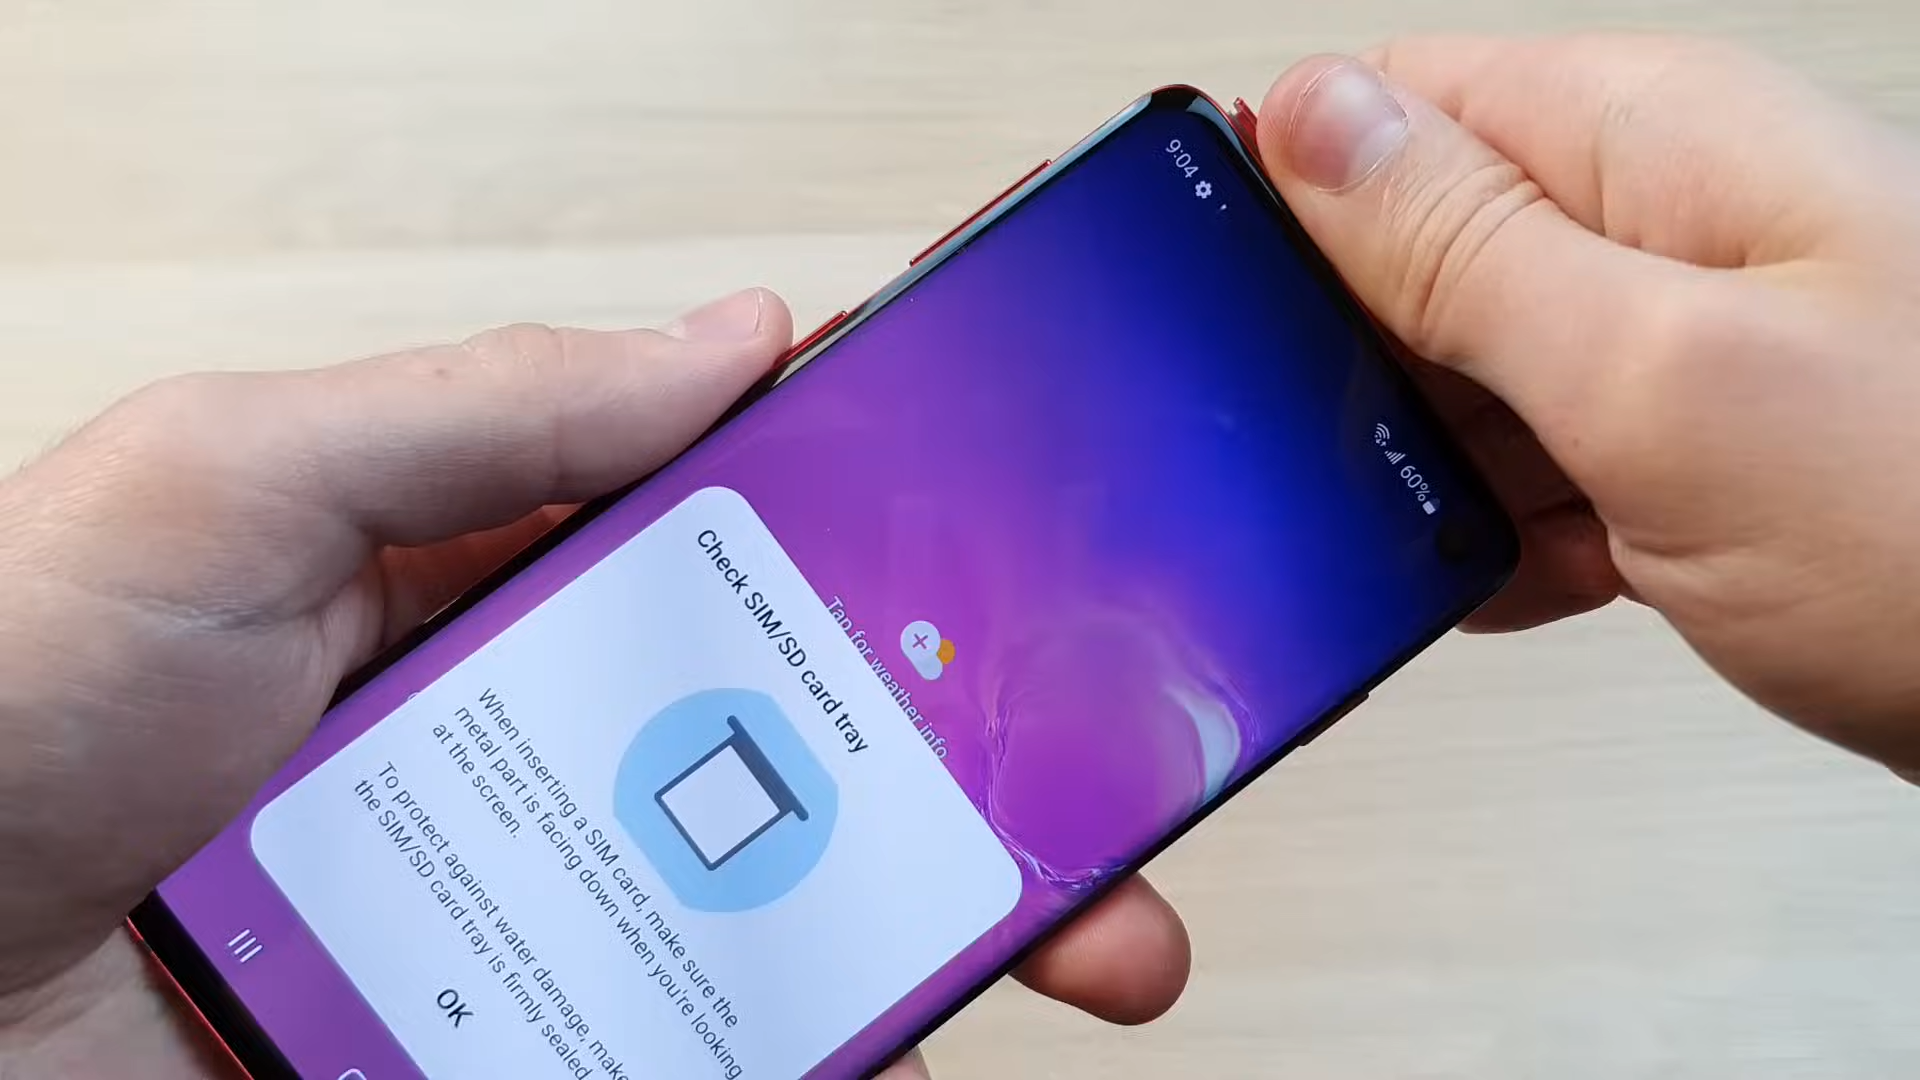 9:04
60%
Tap for weather info
Check SIM/SD card tray
When inserting a SIM card, make sure the
metal part is facing down when you're looking
at the screen.
To protect against water damage, make
the SIM/SD card tray is firmly sealed
OK